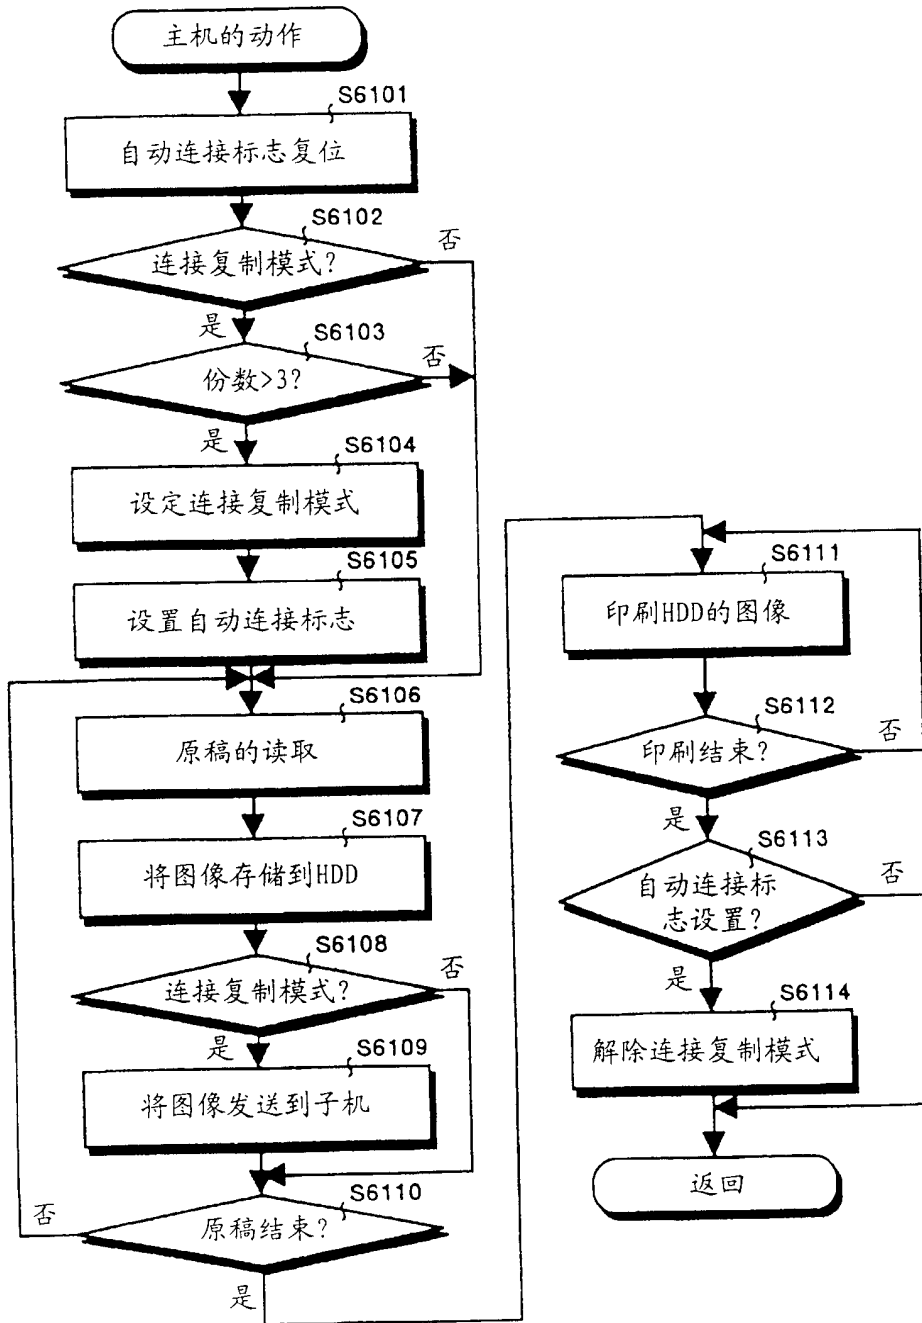 主机的动作
S6101
自动连接标志复位
S6102
连接复制模式?
否
是
S6103
份数>3?
否
是
S6104
设定连接复制模式
S6105
设置自动连接标志
S6106
原稿的读取
S6107
将图像存储到HDD
S6108
连接复制模式?
否
是
S6109
将图像发送到子机
S6110
原稿结束?
否
是
S6111
印刷HDD的图像
S6112
印刷结束?
否
是
S6113
自动连接标
志设置?
否
是
S6114
解除连接复制模式
返回